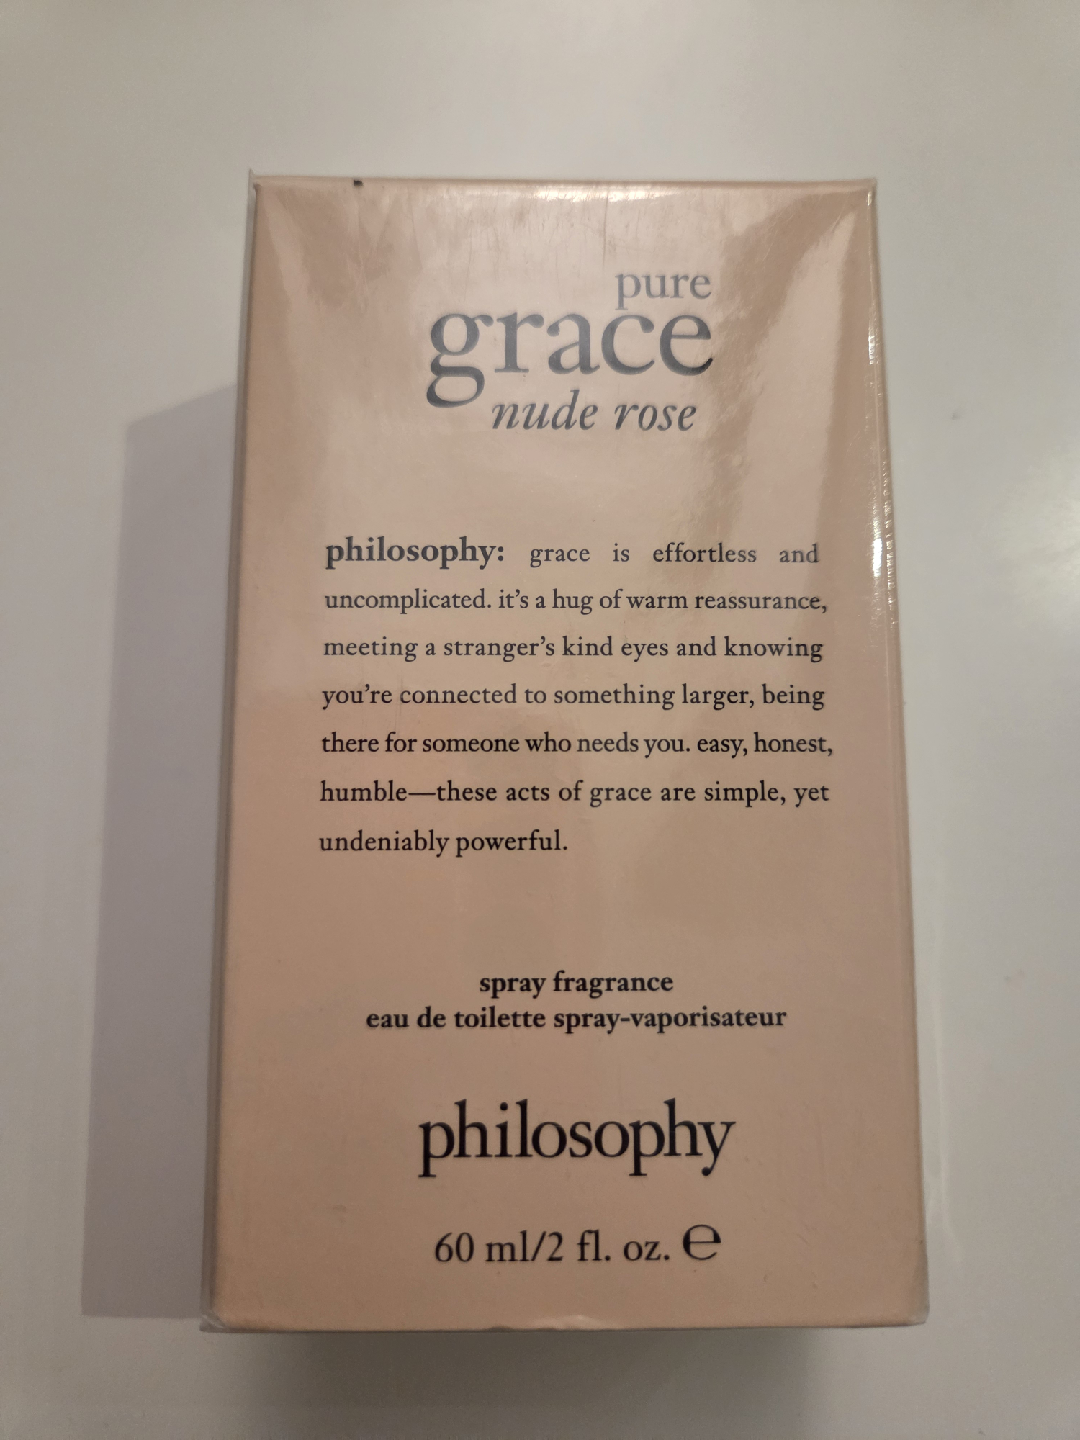 pure
grace
nude rose
philosophy: grace is effortless and
uncomplicated. it's a hug of warm reassurance,
meeting a stranger's kind eyes and knowing
you're connected to something larger, being
there for someone who needs you. easy, honest,
humble—these acts of grace are simple, yet
undeniably powerful.
spray fragrance
eau de toilette spray-vaporisateur
philosophy
60 ml/2 fl. oz. ℮